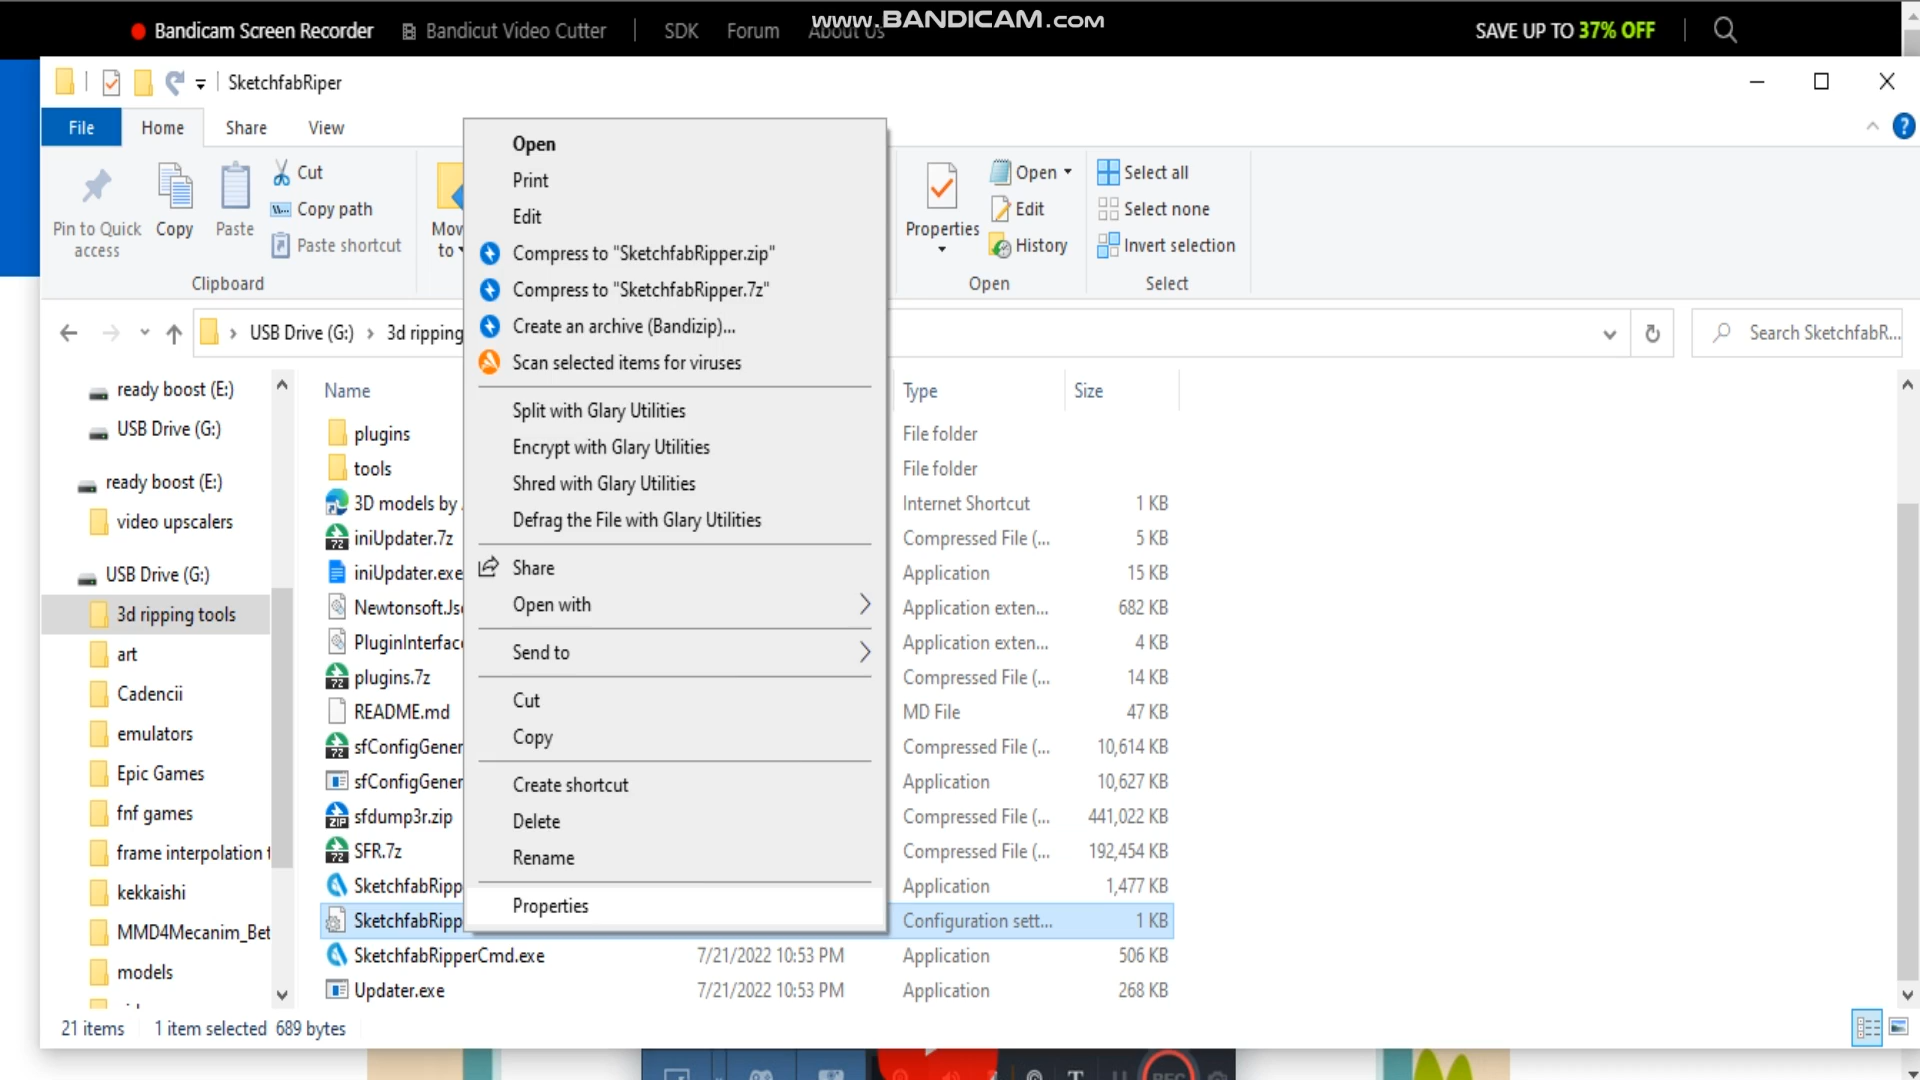 www.BANDICAM.com
Bandicam Screen Recorder
Bandicut Video Cutter
SDK
Forum
About Us
SAVE UP TO 37% OFF
SketchfabRiper
File
Home
Share
View
Pin to Quick
access
Copy
Paste
Cut
Copy path
Paste shortcut
Clipboard
Mov
to
Properties
Open
Edit
History
Open
Select all
Select none
Invert selection
Select
USB Drive (G:)
3d ripping
Search SketchfabR...
ready boost (E:)
USB Drive (G:)
ready boost (E:)
video upscalers
USB Drive (G:)
3d ripping tools
art
Cadencii
emulators
Epic Games
fnf games
frame interpolation t
kekkaishi
MMD4Mecanim_Bet
models
Name
Type
Size
plugins
File folder
tools
File folder
3D models by
Internet Shortcut
1 KB
iniUpdater.7z
Compressed File (...
5 KB
iniUpdater.exe
Application
15 KB
Newtonsoft.Jso
Application exten...
682 KB
PluginInterfac
Application exten...
4 KB
plugins.7z
Compressed File (...
14 KB
README.md
MD File
47 KB
sfConfigGener
Compressed File (...
10,614 KB
sfConfigGener
Application
10,627 KB
sfdump3r.zip
Compressed File (...
441,022 KB
SFR.7z
Compressed File (...
192,454 KB
SketchfabRipp
Application
1,477 KB
SketchfabRipp
Configuration sett...
1 KB
SketchfabRipperCmd.exe
7/21/2022 10:53 PM
Application
506 KB
Updater.exe
7/21/2022 10:53 PM
Application
268 KB
Open
Print
Edit
Compress to "SketchfabRipper.zip"
Compress to "SketchfabRipper.7z"
Create an archive (Bandizip)...
Scan selected items for viruses
Split with Glary Utilities
Encrypt with Glary Utilities
Shred with Glary Utilities
Defrag the File with Glary Utilities
Share
Open with
Send to
Cut
Copy
Create shortcut
Delete
Rename
Properties
21 items
1 item selected 689 bytes
REC